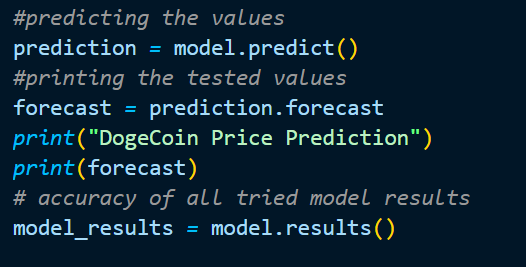 #predicting the values
prediction = model.predict()
#printing the tested values
forecast = prediction.forecast
print("DogeCoin Price Prediction")
print(forecast)
# accuracy of all tried model results
model_results = model.results()